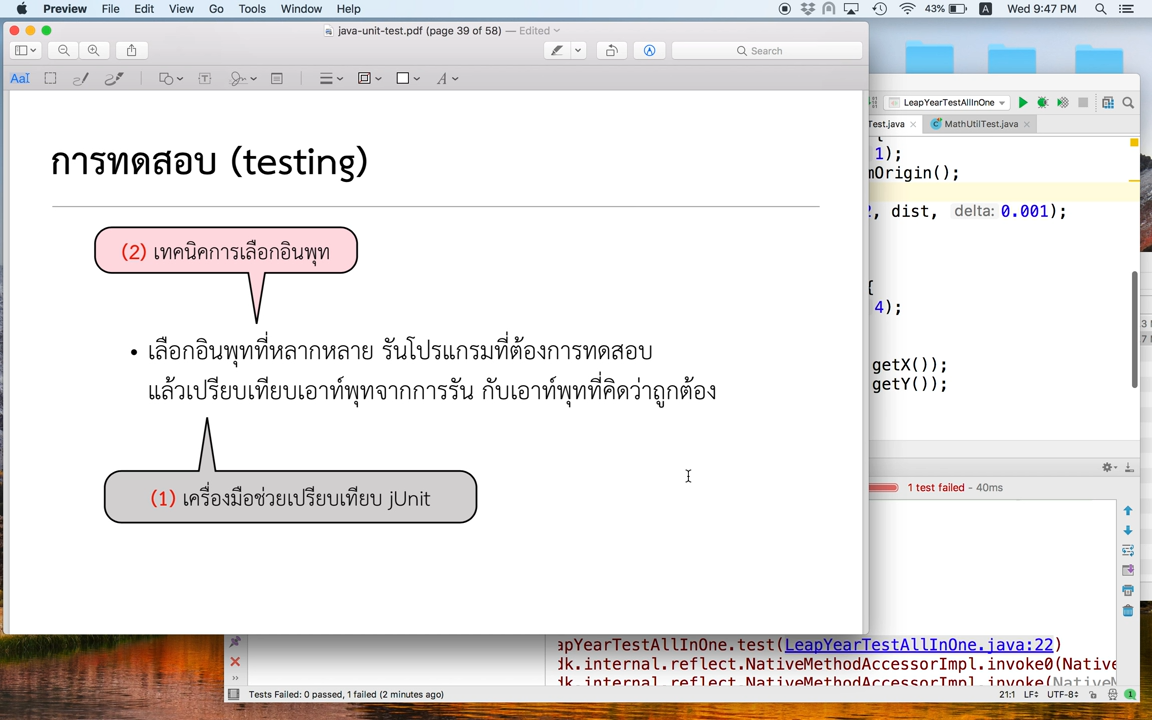 Preview File Edit View Go Tools Window Help 43% A Wed 9:47 PM
java-unit-test.pdf (page 39 of 58) — Edited
Search
AaI T A
การทดสอบ (testing)
(2) เทคนิคการเลือกอินพุท
• เลือกอินพุทที่หลากหลาย รันโปรแกรมที่ต้องการทดสอบ
แล้วเปรียบเทียบเอาท์พุทจากการรัน กับเอาท์พุทที่คิดว่าถูกต้อง
(1) เครื่องมือช่วยเปรียบเทียบ jUnit
LeapYearTestAllInOne
Test.java MathUtilTest.java
{
1);
mOrigin();
2, dist, delta: 0.001);
{
4);
getX());
getY());
1 test failed - 40ms
apYearTestAllInOne.test(LeapYearTestAllInOne.java:22)
dk.internal.reflect.NativeMethodAccessorImpl.invoke0(Native
dk.internal.reflect.NativeMethodAccessorImpl.invoke(NativeM
Tests Failed: 0 passed, 1 failed (2 minutes ago) 21:1 LF UTF-8 1